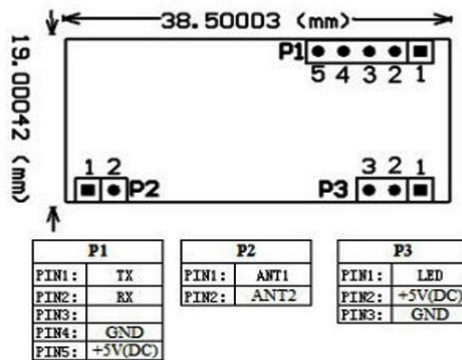 38.50003 (mm)
19.00042 (mm)
P1
5 4 3 2 1
1 2
P2
3 2 1
P3
P1
PIN1: TX
PIN2: RX
PIN3:
PIN4: GND
PIN5: +5V(DC)
P2
PIN1: ANT1
PIN2: ANT2
P3
PIN1: LED
PIN2: +5V(DC)
PIN3: GND